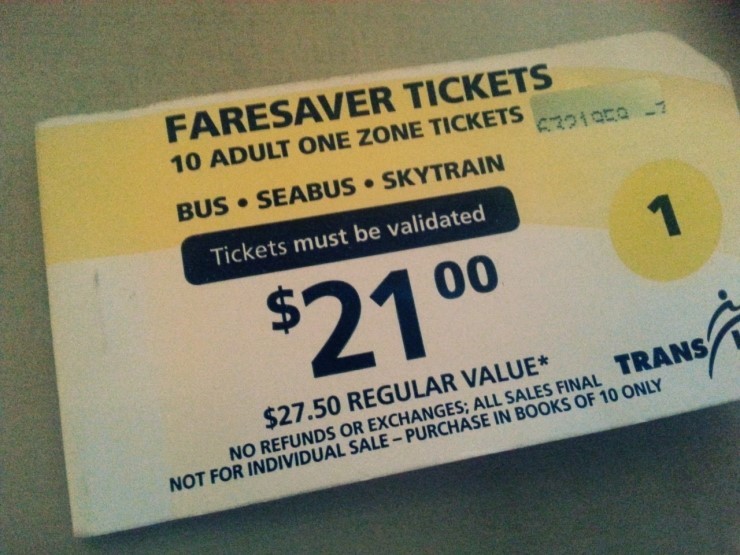 FARESAVER TICKETS
10 ADULT ONE ZONE TICKETS
BUS • SEABUS • SKYTRAIN
Tickets must be validated
1
$21 00
$27.50 REGULAR VALUE*
NO REFUNDS OR EXCHANGES; ALL SALES FINAL
NOT FOR INDIVIDUAL SALE – PURCHASE IN BOOKS OF 10 ONLY
TRANS